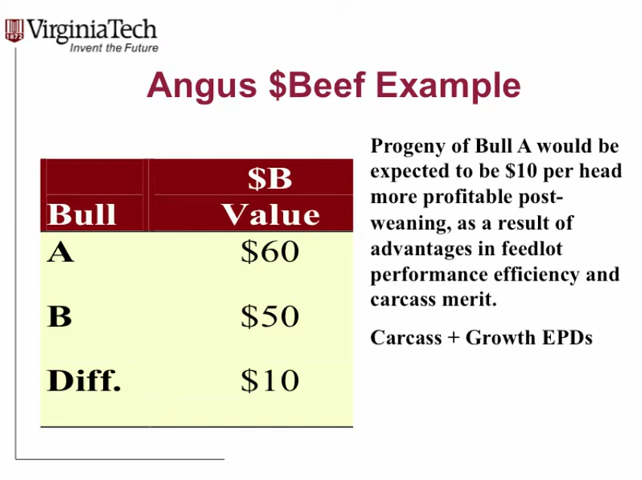 VirginiaTech
1872
Invent the Future
Angus $Beef Example
$B
Bull Value
A $60
B $50
Diff. $10
Progeny of Bull A would be
expected to be $10 per head
more profitable post-
weaning, as a result of
advantages in feedlot
performance efficiency and
carcass merit.
Carcass + Growth EPDs